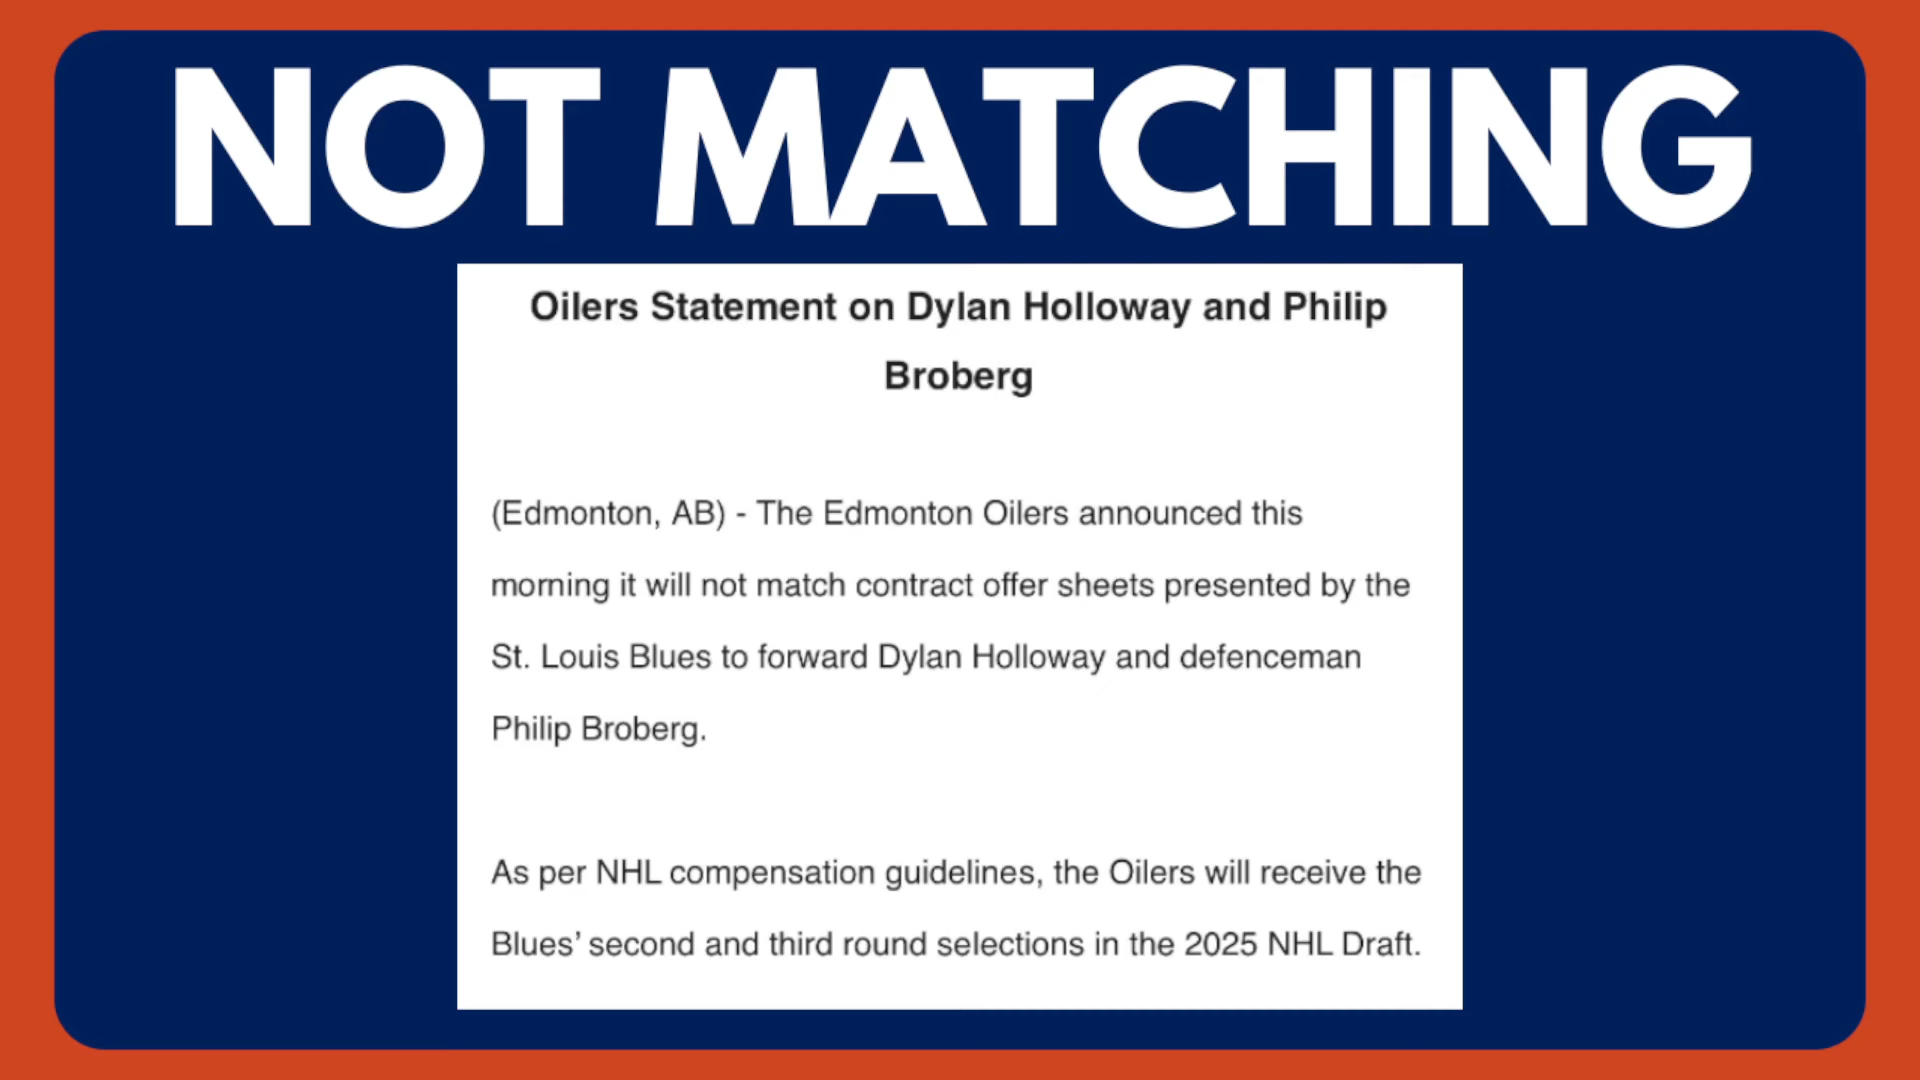 NOT MATCHING
Oilers Statement on Dylan Holloway and Philip
Broberg
(Edmonton, AB) - The Edmonton Oilers announced this
morning it will not match contract offer sheets presented by the
St. Louis Blues to forward Dylan Holloway and defenceman
Philip Broberg.
As per NHL compensation guidelines, the Oilers will receive the
Blues’ second and third round selections in the 2025 NHL Draft.